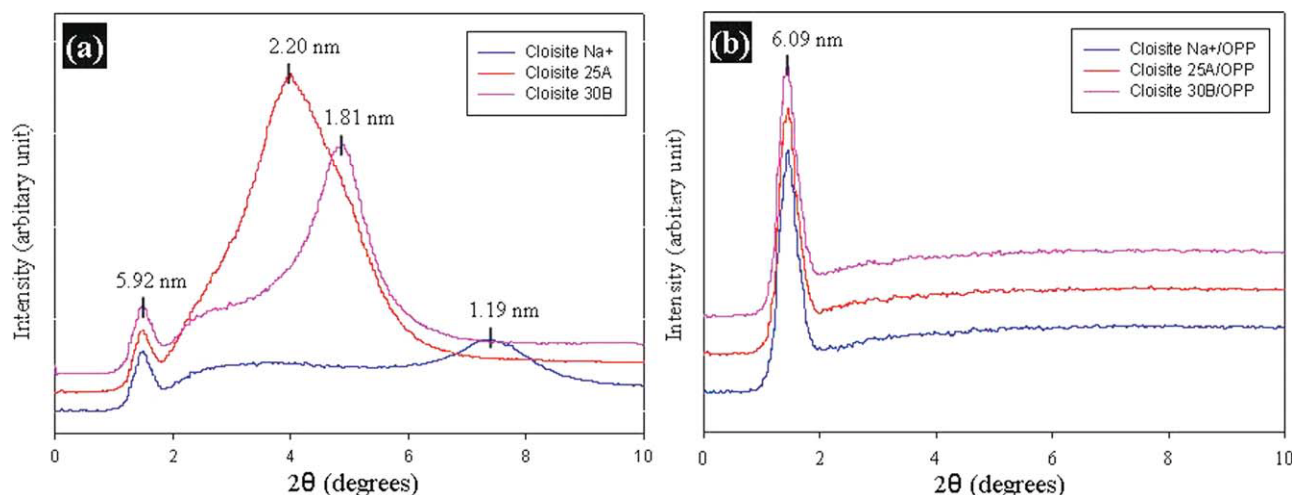 (a)
2.20 nm
Cloisite Na+
Cloisite 25A
Cloisite 30B
1.81 nm
5.92 nm
1.19 nm
Intensity (arbitary unit)
0 2 4 6 8 10
2θ (degrees)
(b)
6.09 nm
Cloisite Na+/OPP
Cloisite 25A/OPP
Cloisite 30B/OPP
Intensity (arbitary unit)
0 2 4 6 8 10
2θ (degrees)